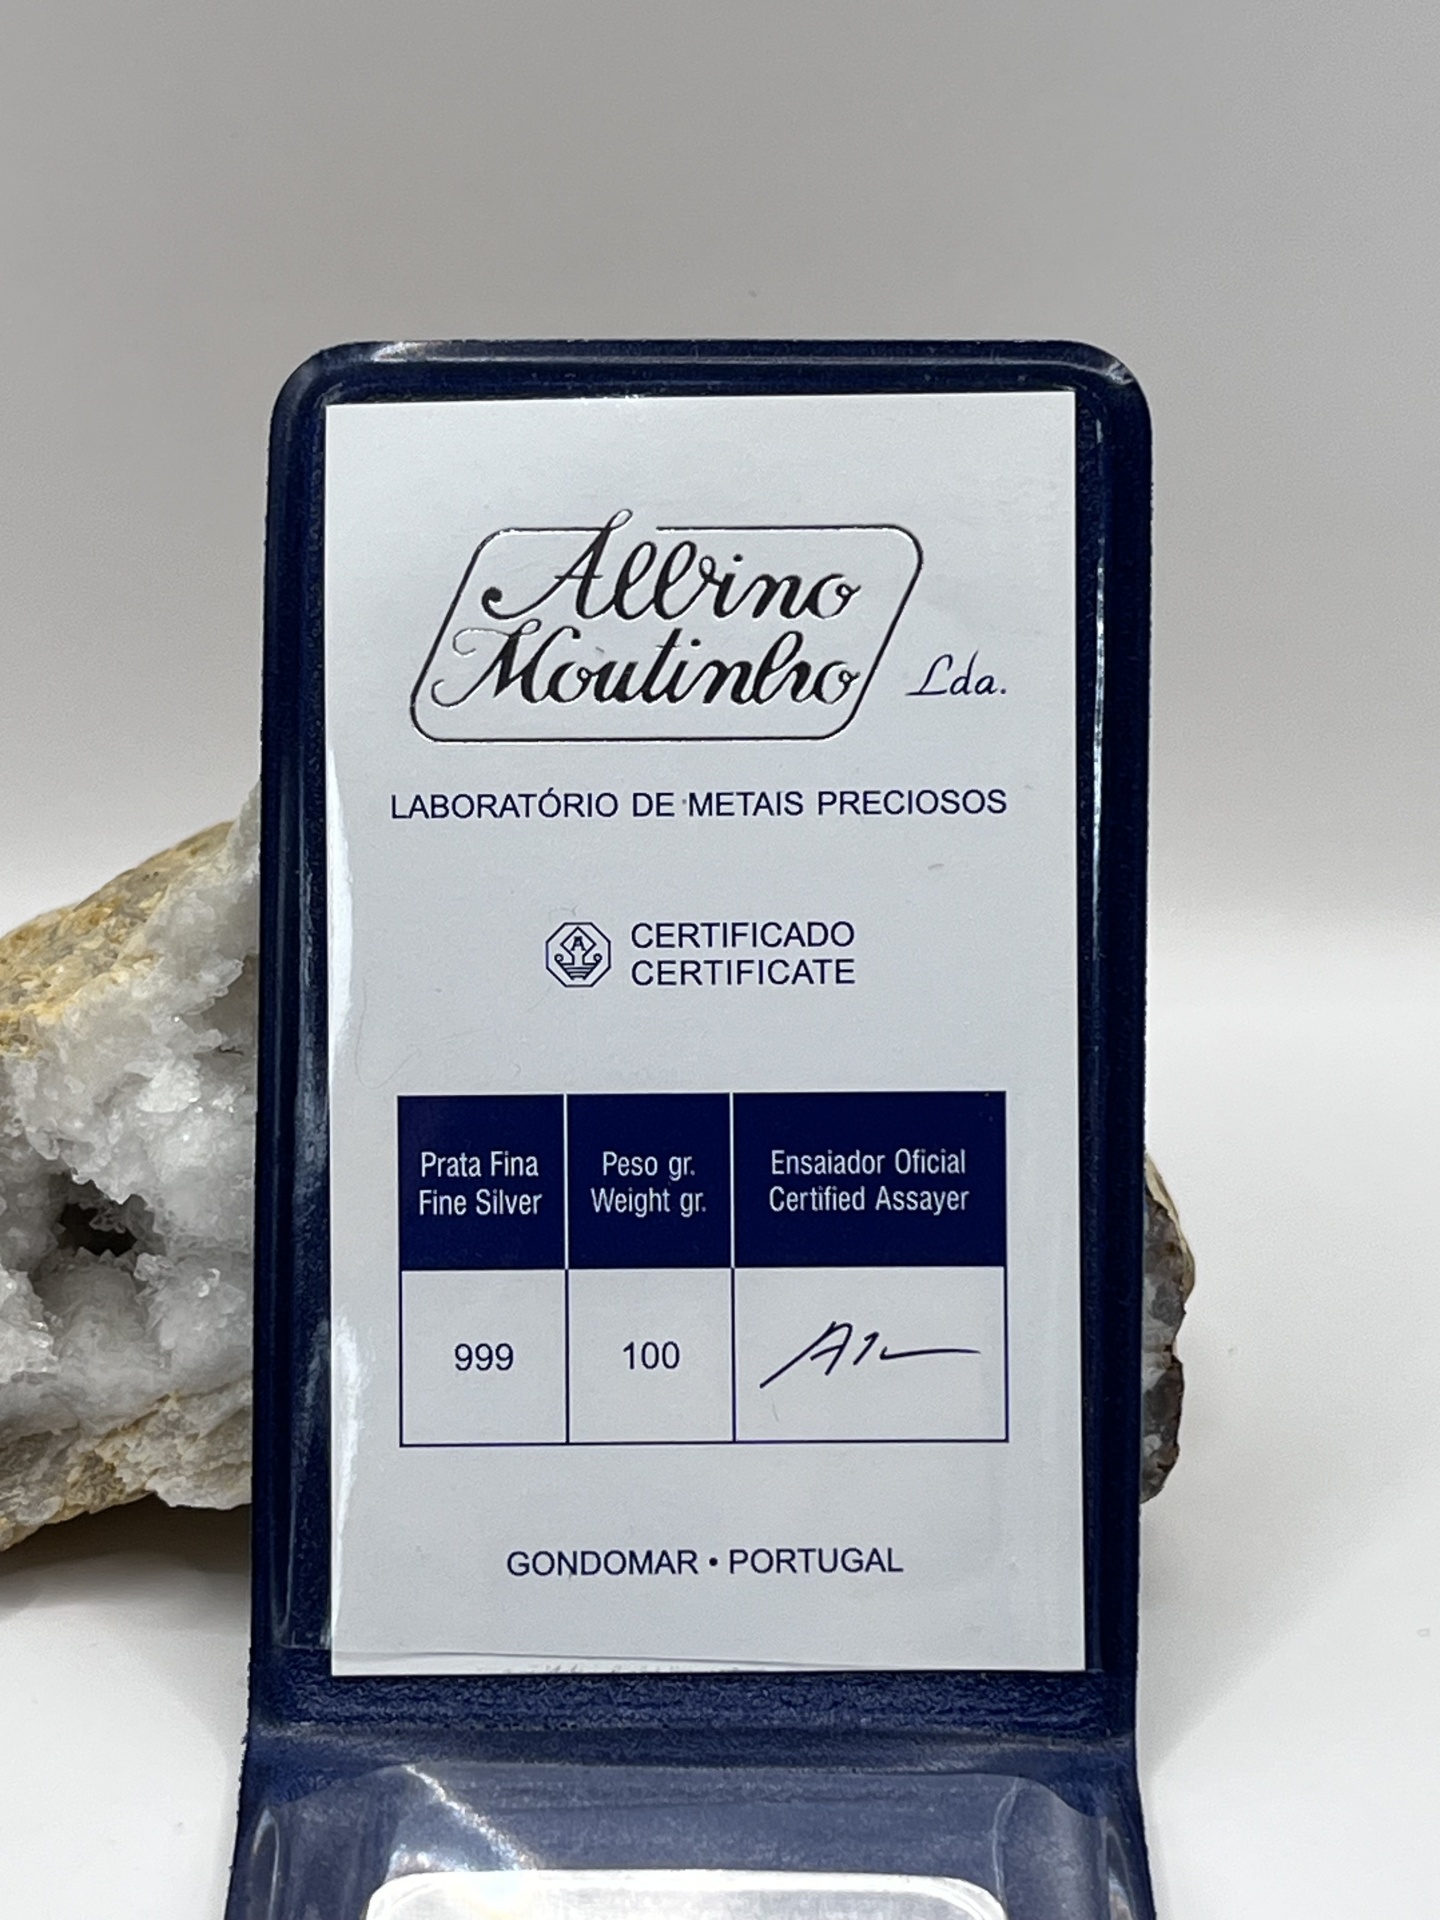 Albino
Moutinho Lda.
LABORATÓRIO DE METAIS PRECIOSOS
CERTIFICADO
CERTIFICATE
Prata Fina
Fine Silver
Peso gr.
Weight gr.
Ensaiador Oficial
Certified Assayer
999
100
GONDOMAR • PORTUGAL